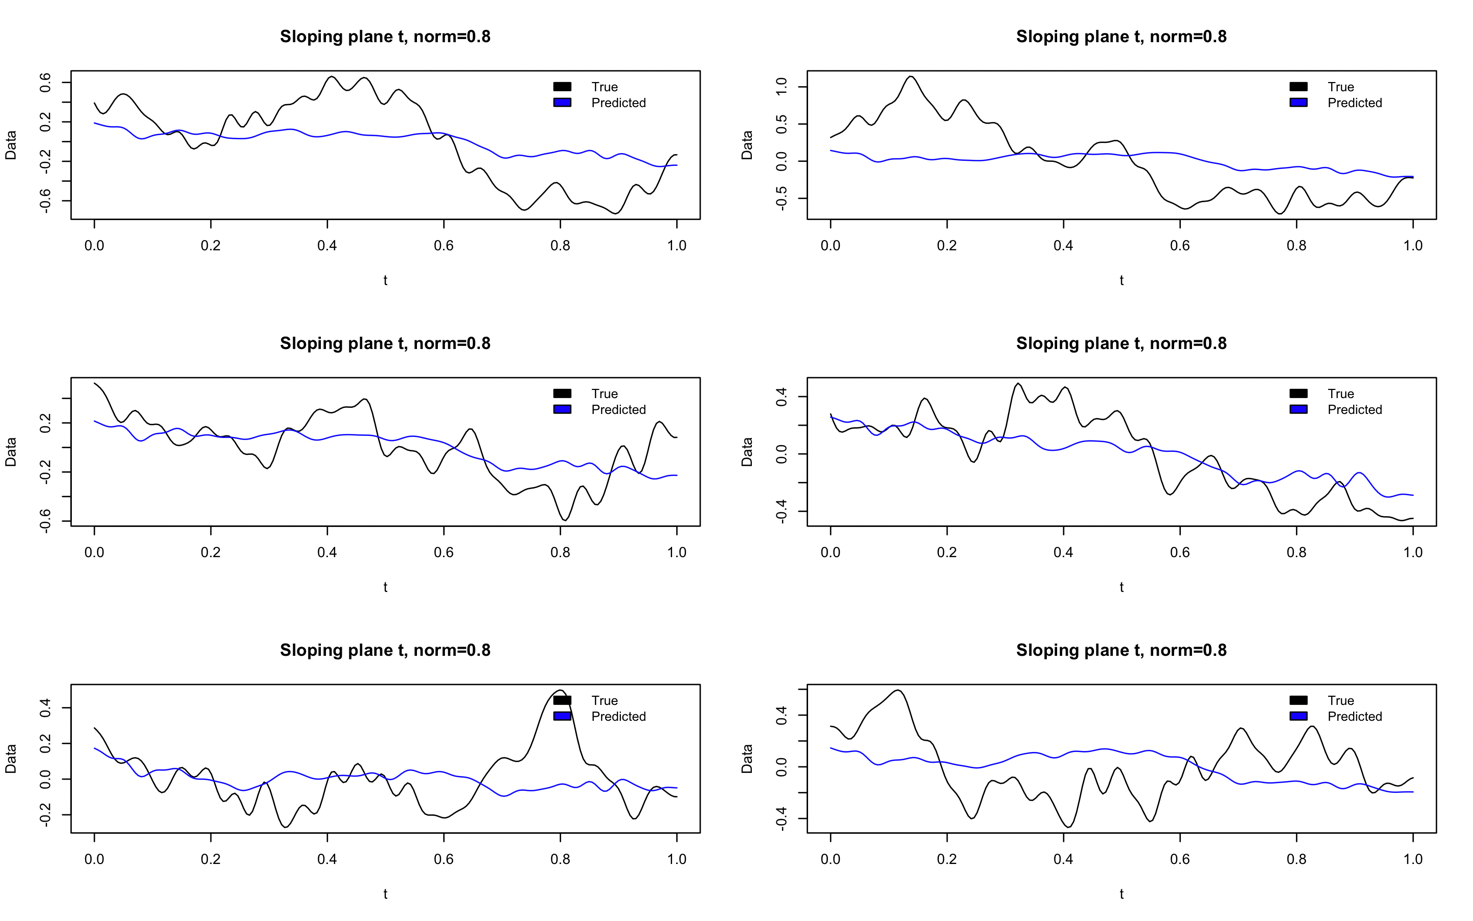 Sloping plane t, norm=0.8
Data
0.6
0.2
-0.2
-0.6
True
Predicted
0.0 0.2 0.4 0.6 0.8 1.0
t
Sloping plane t, norm=0.8
Data
1.0
0.5
0.0
-0.5
True
Predicted
0.0 0.2 0.4 0.6 0.8 1.0
t
Sloping plane t, norm=0.8
Data
0.2
-0.2
-0.6
True
Predicted
0.0 0.2 0.4 0.6 0.8 1.0
t
Sloping plane t, norm=0.8
Data
0.4
0.0
-0.4
True
Predicted
0.0 0.2 0.4 0.6 0.8 1.0
t
Sloping plane t, norm=0.8
Data
0.4
0.2
0.0
-0.2
True
Predicted
0.0 0.2 0.4 0.6 0.8 1.0
t
Sloping plane t, norm=0.8
Data
0.4
0.0
-0.4
True
Predicted
0.0 0.2 0.4 0.6 0.8 1.0
t